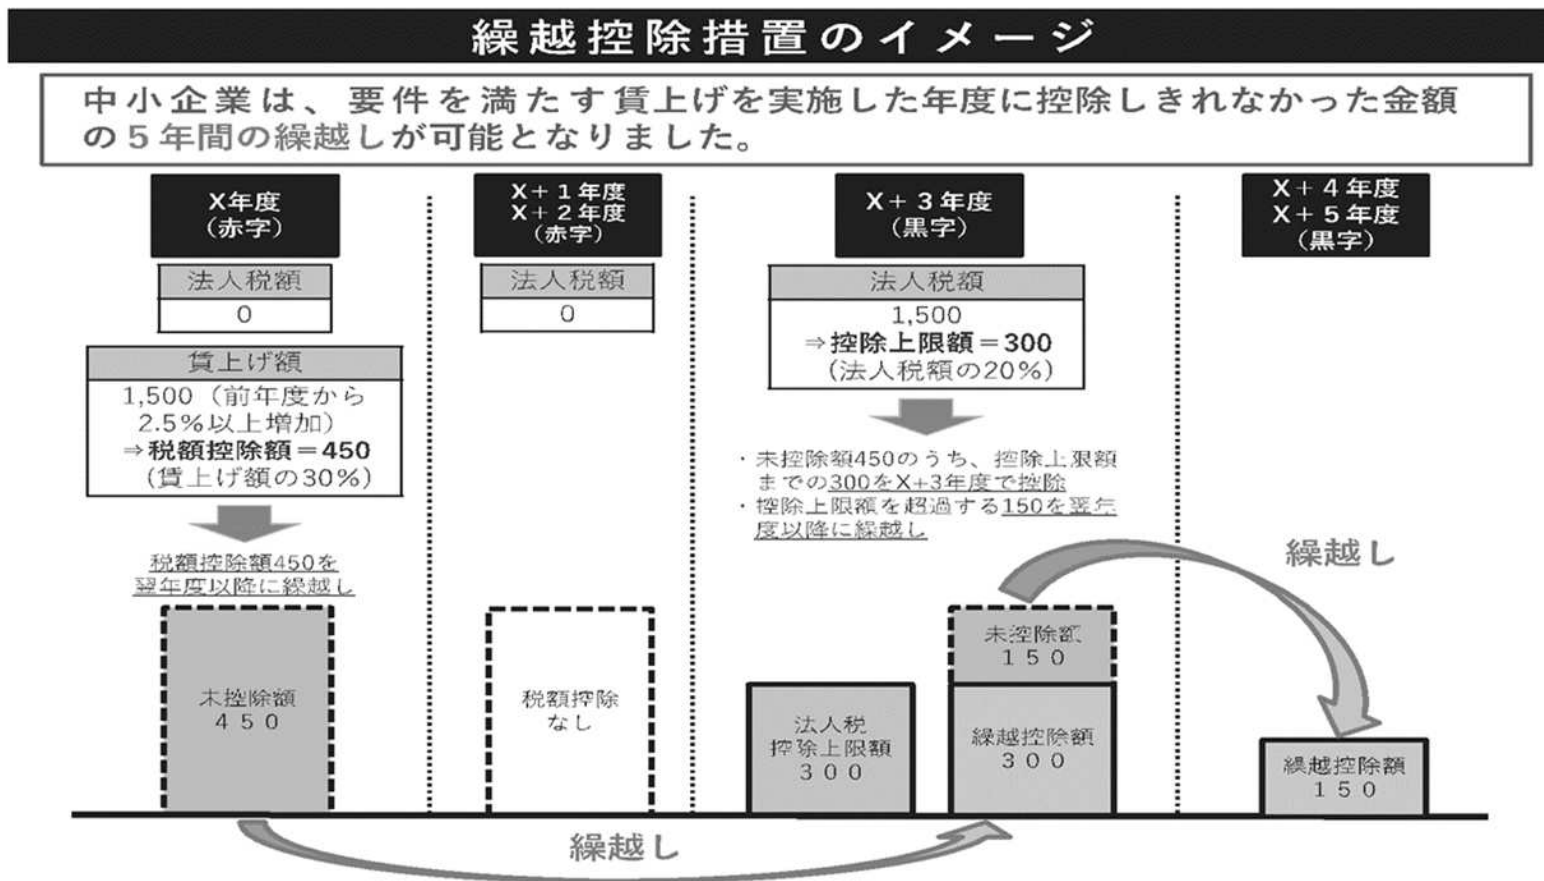 繰越控除措置のイメージ
中小企業は、要件を満たす賃上げを実施した年度に控除しきれなかった金額
の5年間の繰越しが可能となりました。
X年度
(赤字)
法人税額
0
賃上げ額
1,500(前年度から
2.5%以上増加)
⇒税額控除額=450
(賃上げ額の30%)
税額控除額450を
翌年度以降に繰越し
未控除額
450
X+1年度
X+2年度
(赤字)
法人税額
0
税額控除
なし
X+3年度
(黒字)
法人税額
1,500
⇒控除上限額=300
(法人税額の20%)
・未控除額450のうち、控除上限額
までの300をX+3年度で控除
・控除上限額を超過する150を翌年
度以降に繰越し
法人税
控除上限額
300
未控除額
150
繰越控除額
300
X+4年度
X+5年度
(黒字)
繰越し
繰越控除額
150
繰越し